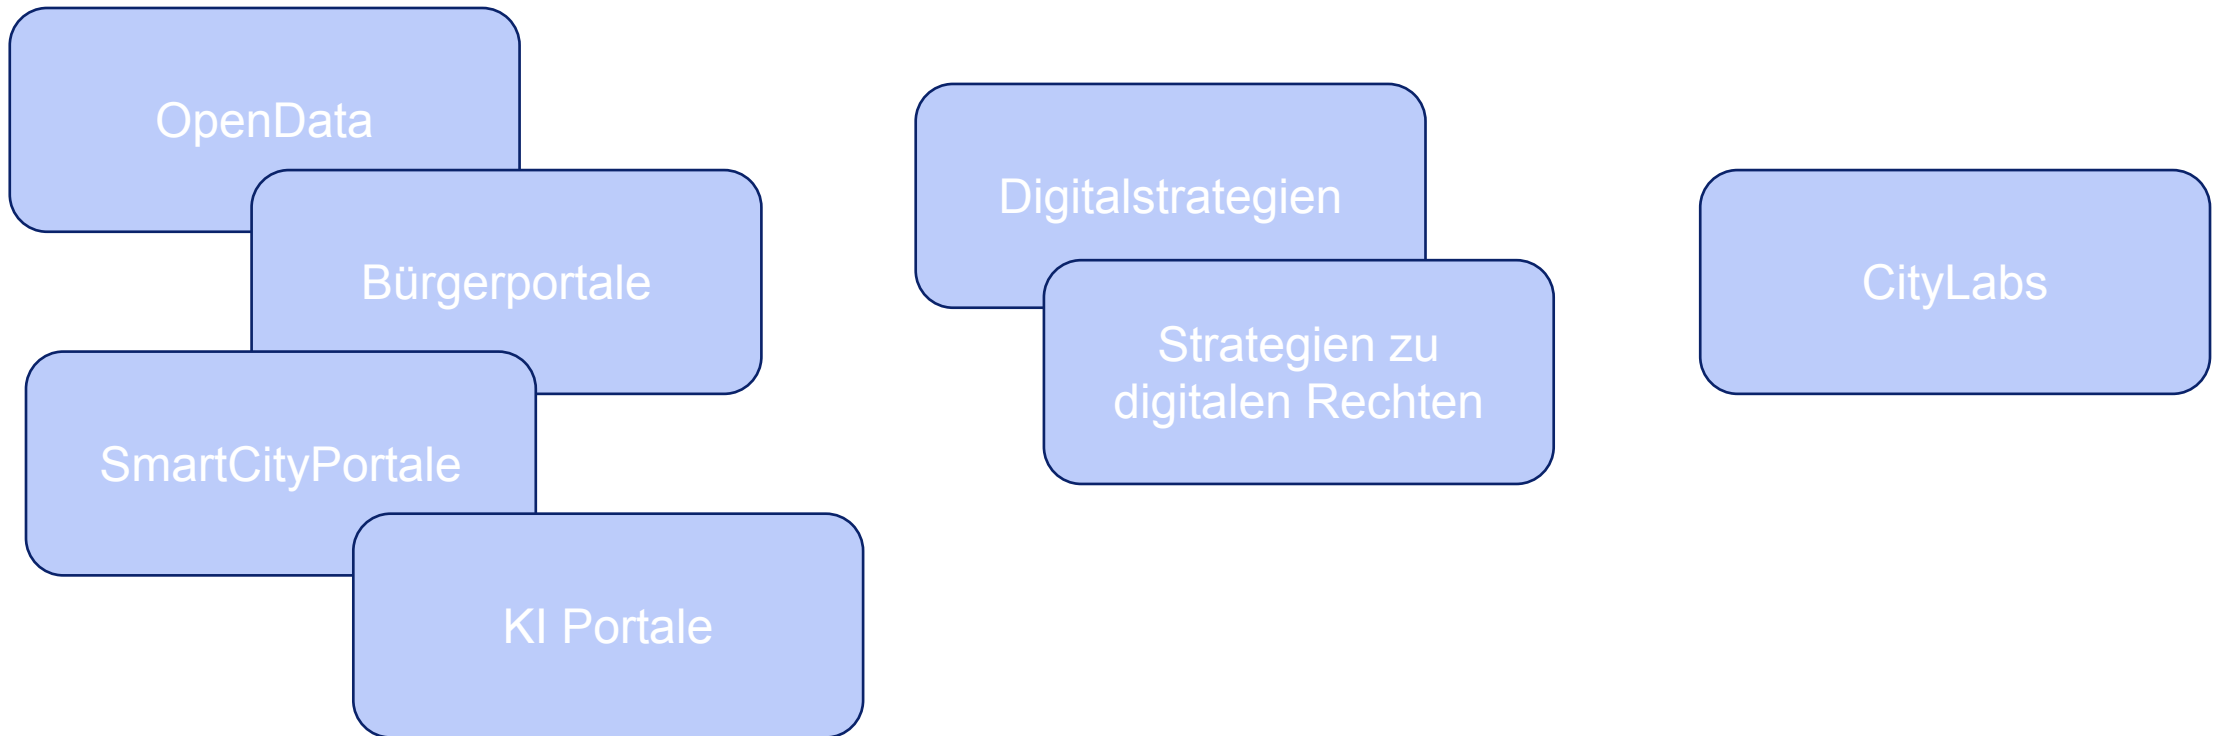 OpenData
Bürgerportale
SmartCityPortale
KI Portale
Digitalstrategien
Strategien zu
digitalen Rechten
CityLabs